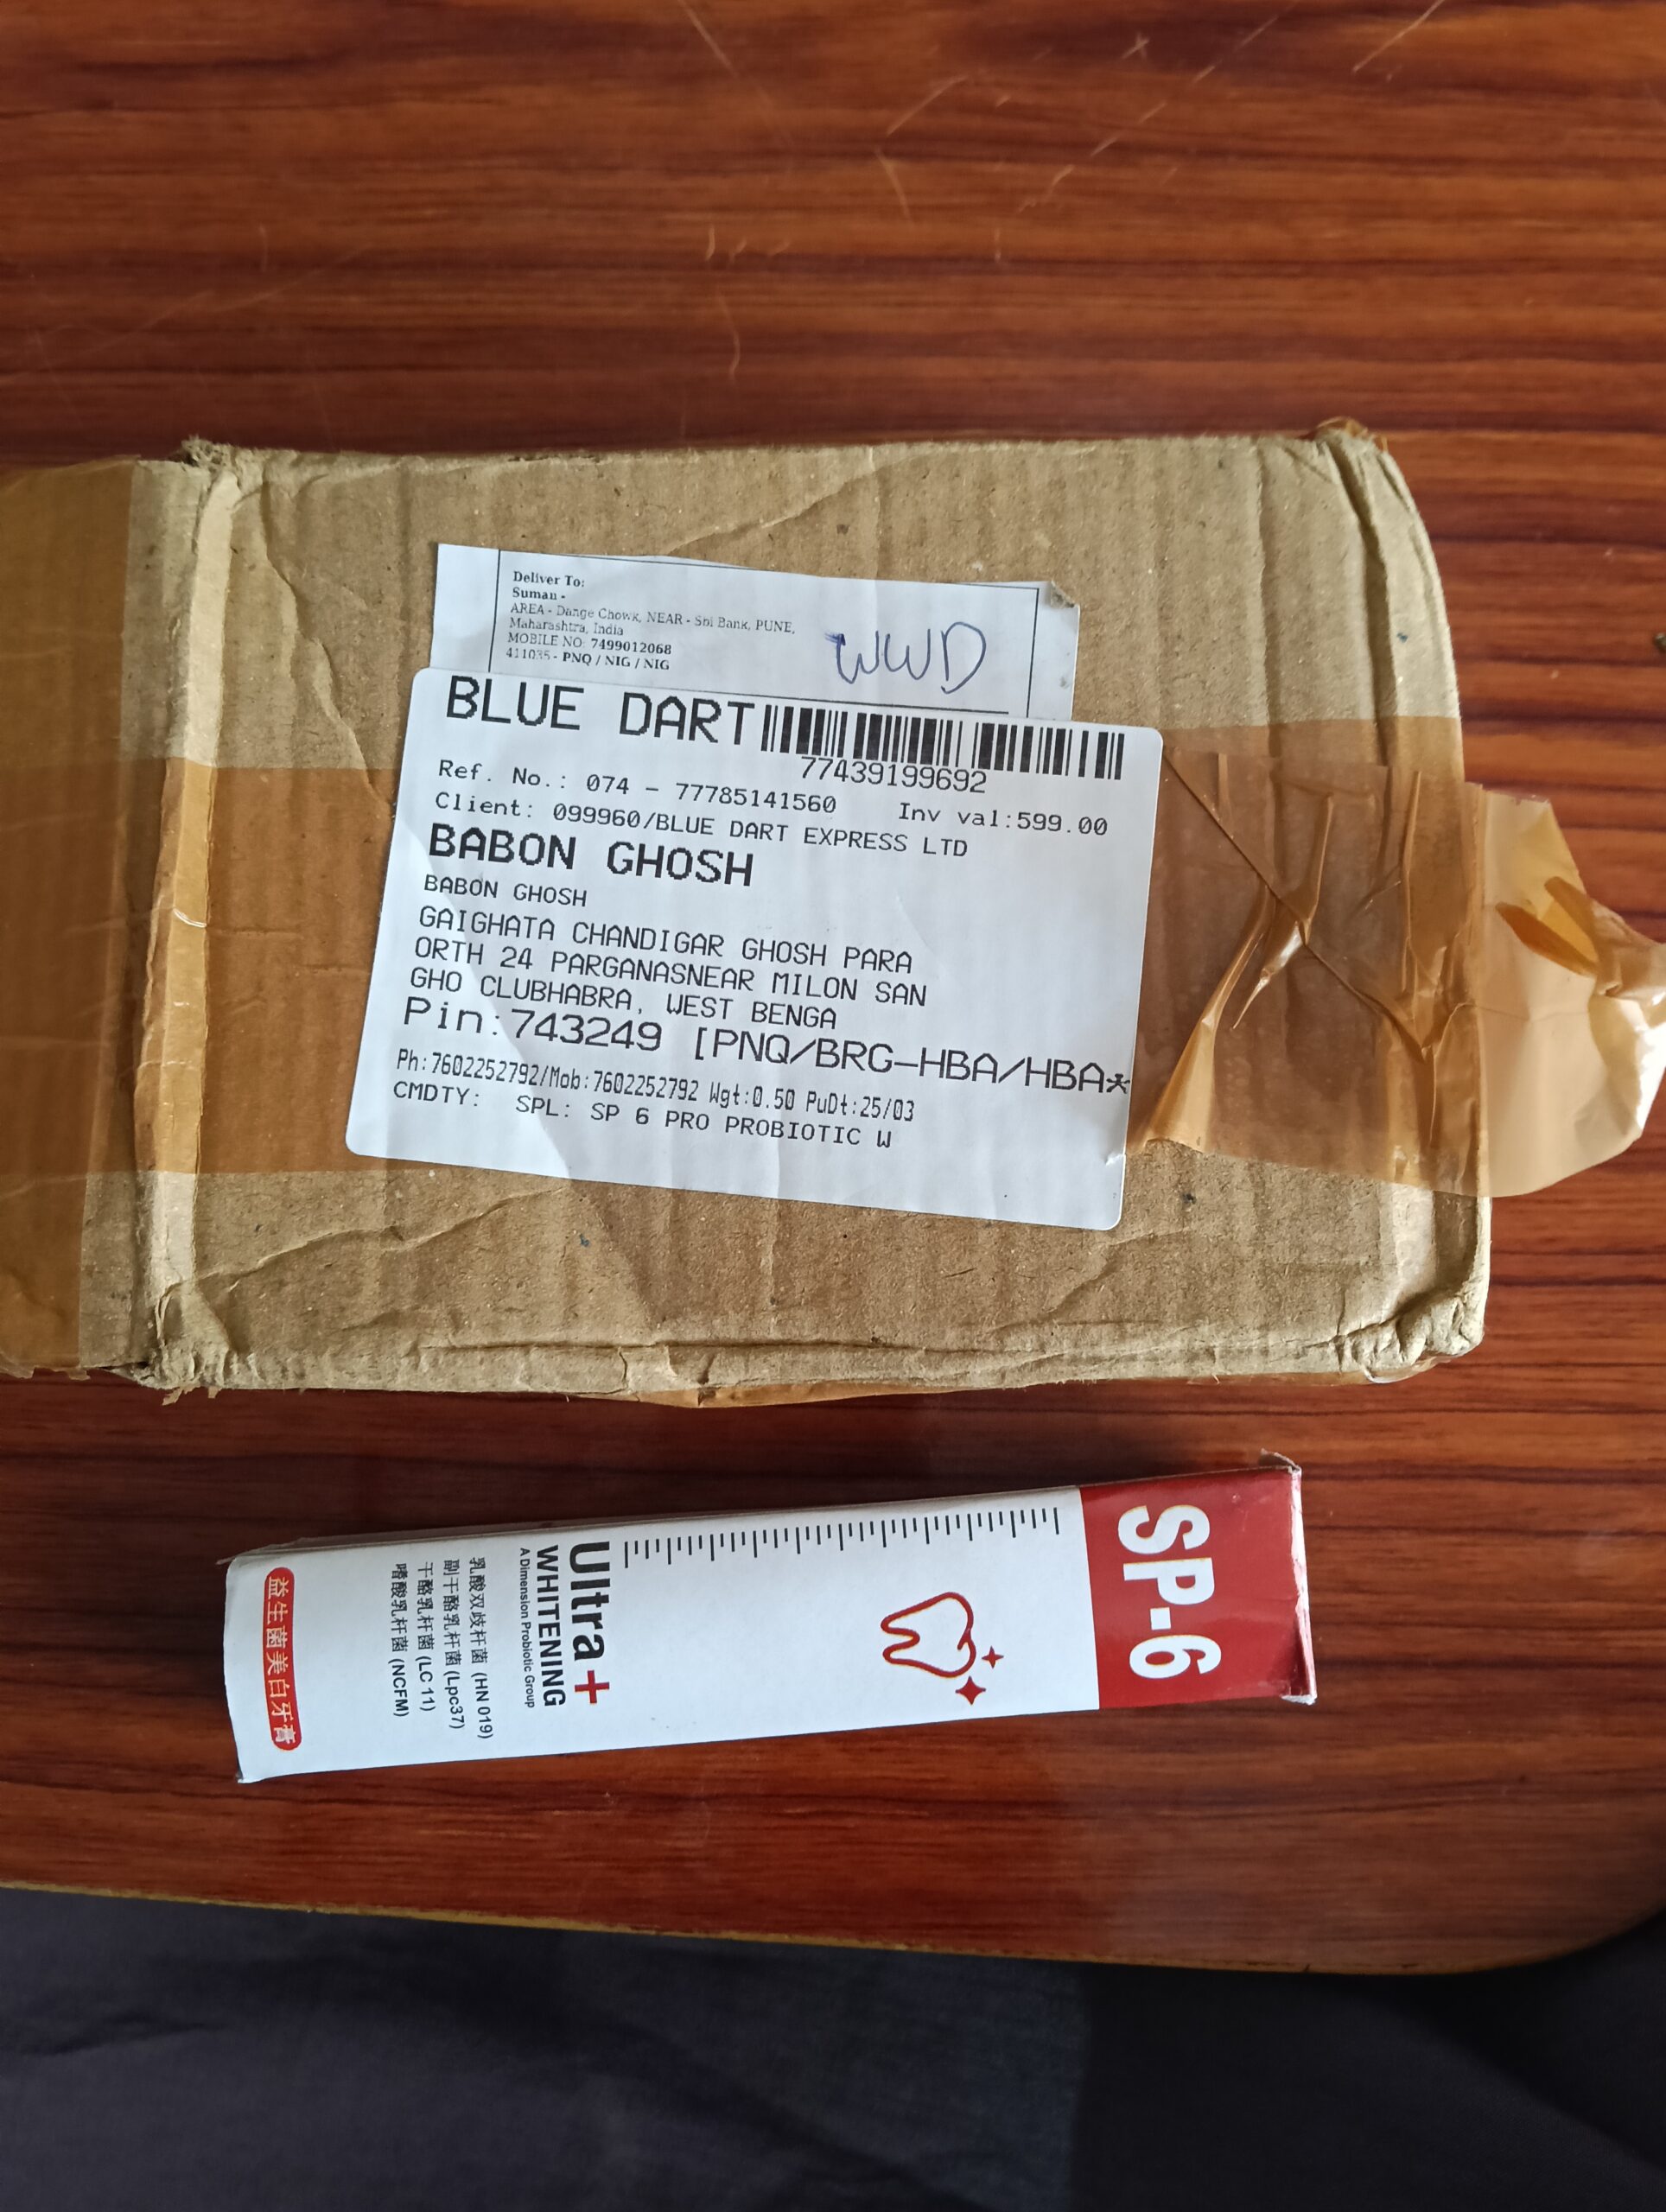 Deliver To:
Suman -
AREA - Dange Chowk, NEAR - Sbi Bank, PUNE,
Maharashtra, India
MOBILE NO: 7499012068
411035 - PNQ / NIG / NIG
WWD
BLUE DART
77439199692
Ref. No.: 074 - 77785141560 Inv val:599.00
Client: 099960/BLUE DART EXPRESS LTD
BABON GHOSH
BABON GHOSH
GAIGHATA CHANDIGAR GHOSH PARA
ORTH 24 PARGANASNEAR MILON SAN
GHO CLUBHABRA, WEST BENGA
Pin:743249 [PNQ/BRG-HBA/HBA*
Ph:7602252792/Mob:7602252792 Wgt:0.50 PuDt:25/03
CMDTY: SPL: SP 6 PRO PROBIOTIC W
SP-6
Ultra+
WHITENING
A Dimension Probiotic Group
乳酸双歧杆菌 (HN 019)
副干酪乳杆菌 (Lpc37)
干酪乳杆菌 (LC 11)
嗜酸乳杆菌 (NCFM)
益生菌美白牙膏